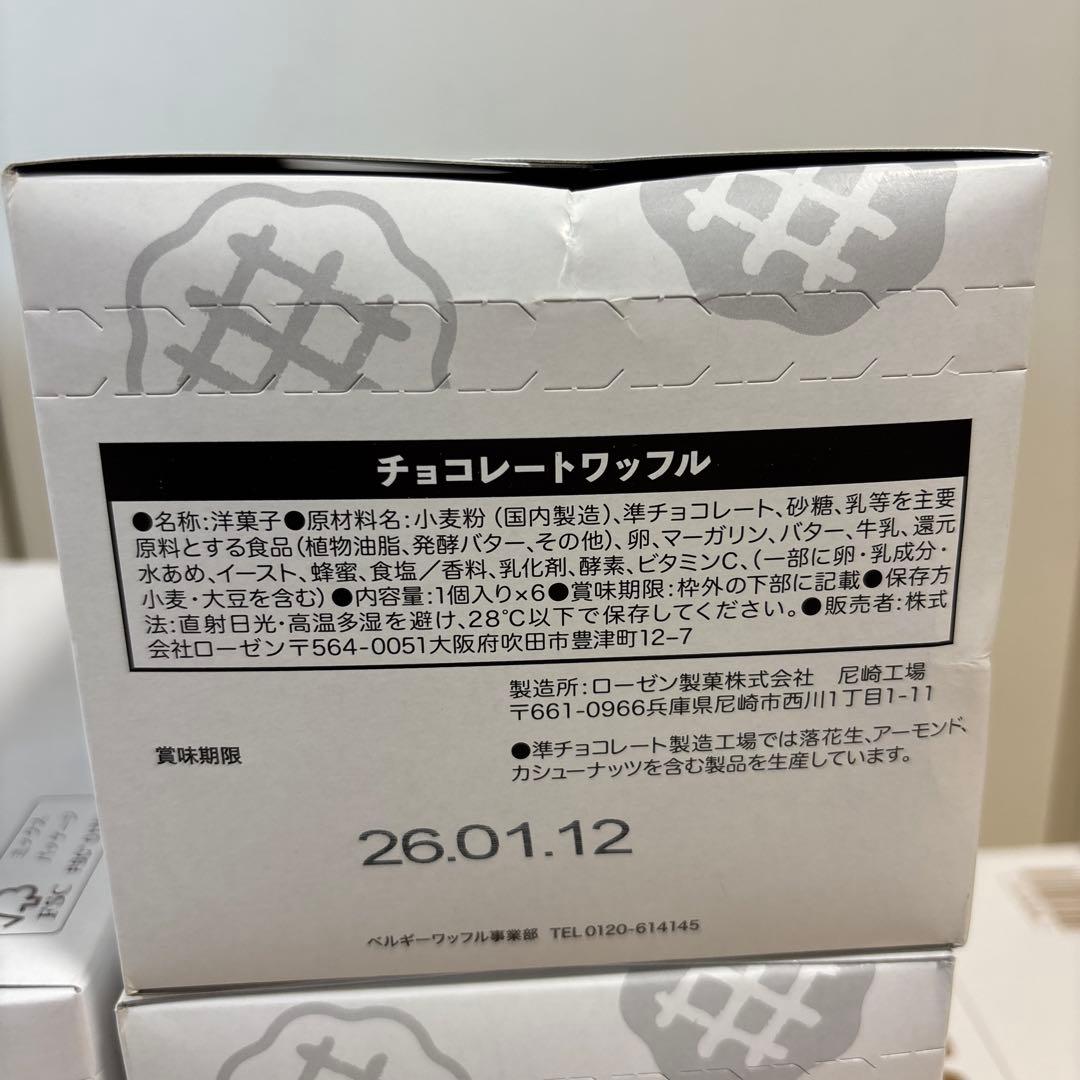 チョコレートワッフル
●名称:洋菓子●原材料名:小麦粉(国内製造)、準チョコレート、砂糖、乳等を主要
原料とする食品(植物油脂、発酵バター、その他)、卵、マーガリン、バター、牛乳、還元
水あめ、イースト、蜂蜜、食塩/香料、乳化剤、酵素、ビタミンC、(一部に卵・乳成分・
小麦・大豆を含む)●内容量:1個入り×6●賞味期限:枠外の下部に記載●保存方
法:直射日光・高温多湿を避け、28℃以下で保存してください。●販売者:株式
会社ローゼン〒564-0051大阪府吹田市豊津町12-7
製造所:ローゼン製菓株式会社 尼崎工場
〒661-0966兵庫県尼崎市西川1丁目1-11
賞味期限
●準チョコレート製造工場では落花生、アーモンド、
カシューナッツを含む製品を生産しています。
26.01.12
ベルギーワッフル事業部 TEL 0120-614145
ミックス
パッケージ
FSC